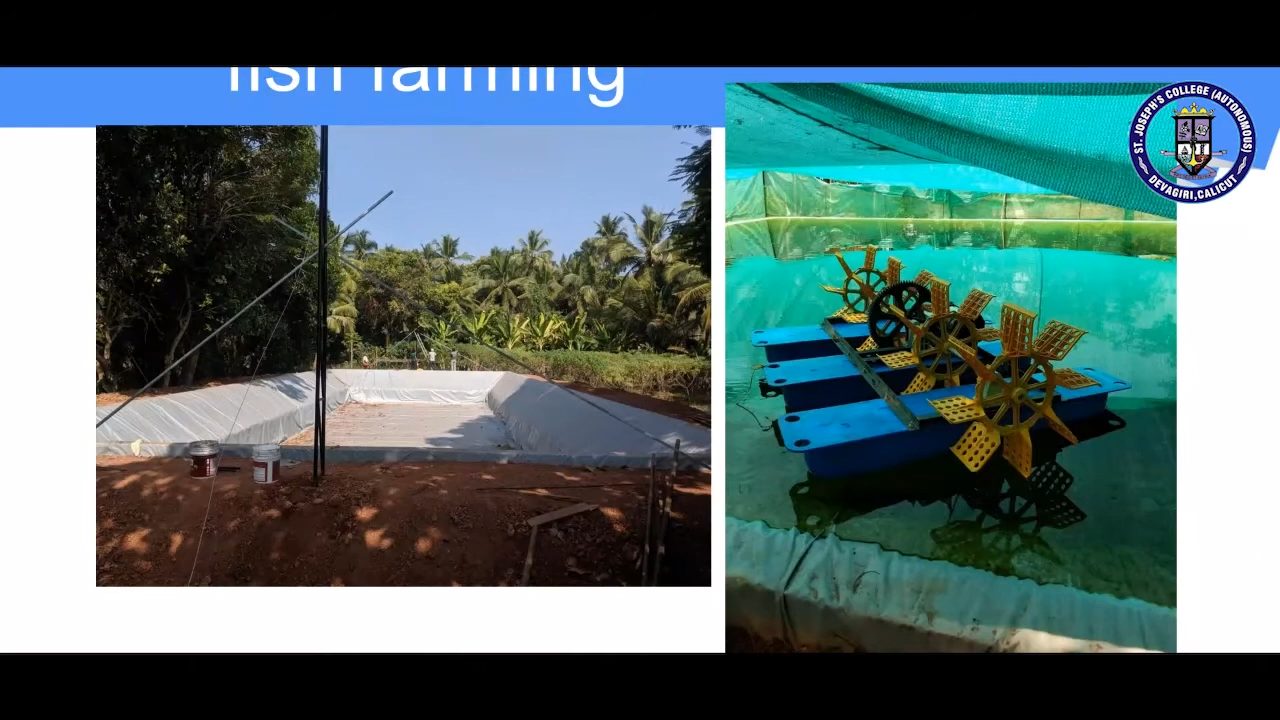 fish farming
ST. JOSEPH'S COLLEGE (AUTONOMOUS)
DEVAGIRI, CALICUT